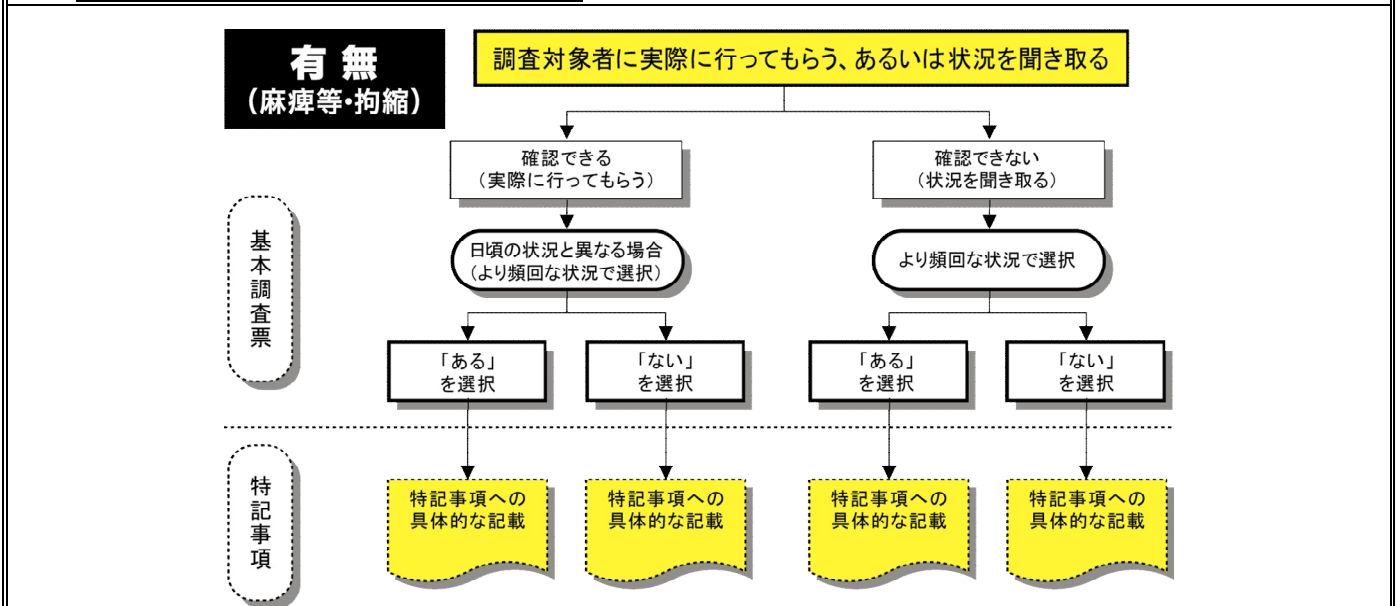 有 無
（麻痺等・拘縮）
調査対象者に実際に行ってもらう、あるいは状況を聞き取る
確認できる
（実際に行ってもらう）
確認できない
（状況を聞き取る）
基本調査票
日頃の状況と異なる場合
（より頻回な状況で選択）
より頻回な状況で選択
「ある」
を選択
「ない」
を選択
「ある」
を選択
「ない」
を選択
特記事項
特記事項への
具体的な記載
特記事項への
具体的な記載
特記事項への
具体的な記載
特記事項への
具体的な記載